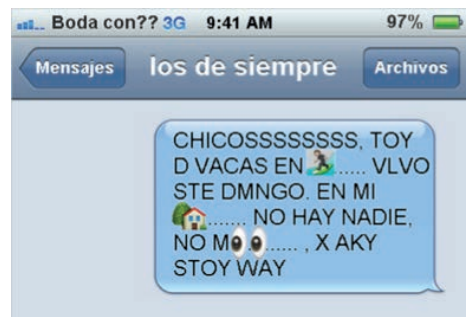 Boda con?? 3G 9:41 AM 97%
Mensajes los de siempre Archivos
CHICOSSSSSSSS, TOY
D VACAS EN 🏂..... VLVO
STE DMNGO. EN MI
🏡....... NO HAY NADIE,
NO M👀...... , X AKY
STOY WAY